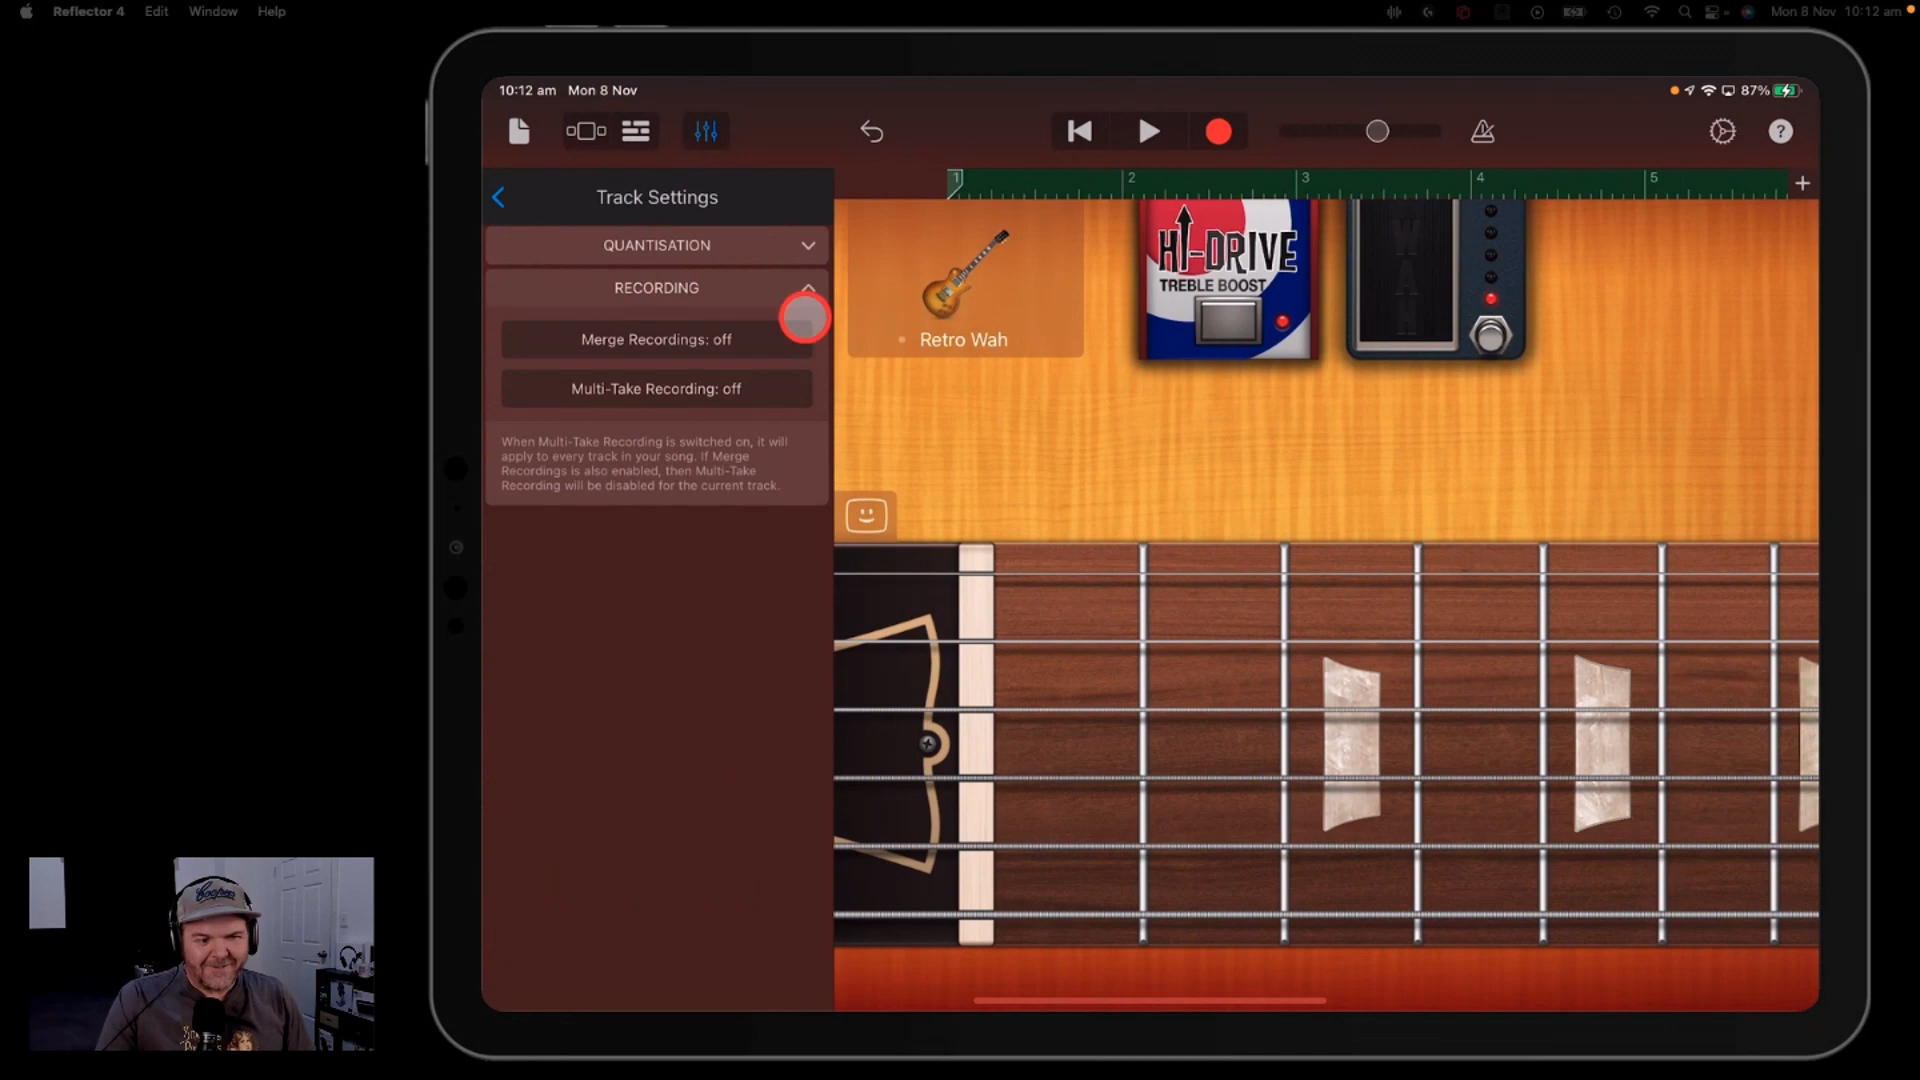 Reflector 4 Edit Window Help
Mon 8 Nov 10:12 am
10:12 am Mon 8 Nov
87%
Track Settings
1 2 3 4 5
QUANTISATION
RECORDING
Merge Recordings: off
Multi-Take Recording: off
When Multi-Take Recording is switched on, it will
apply to every track in your song. If Merge
Recordings is also enabled, then Multi-Take
Recording will be disabled for the current track.
Retro Wah
HI-DRIVE
TREBLE BOOST
WAH